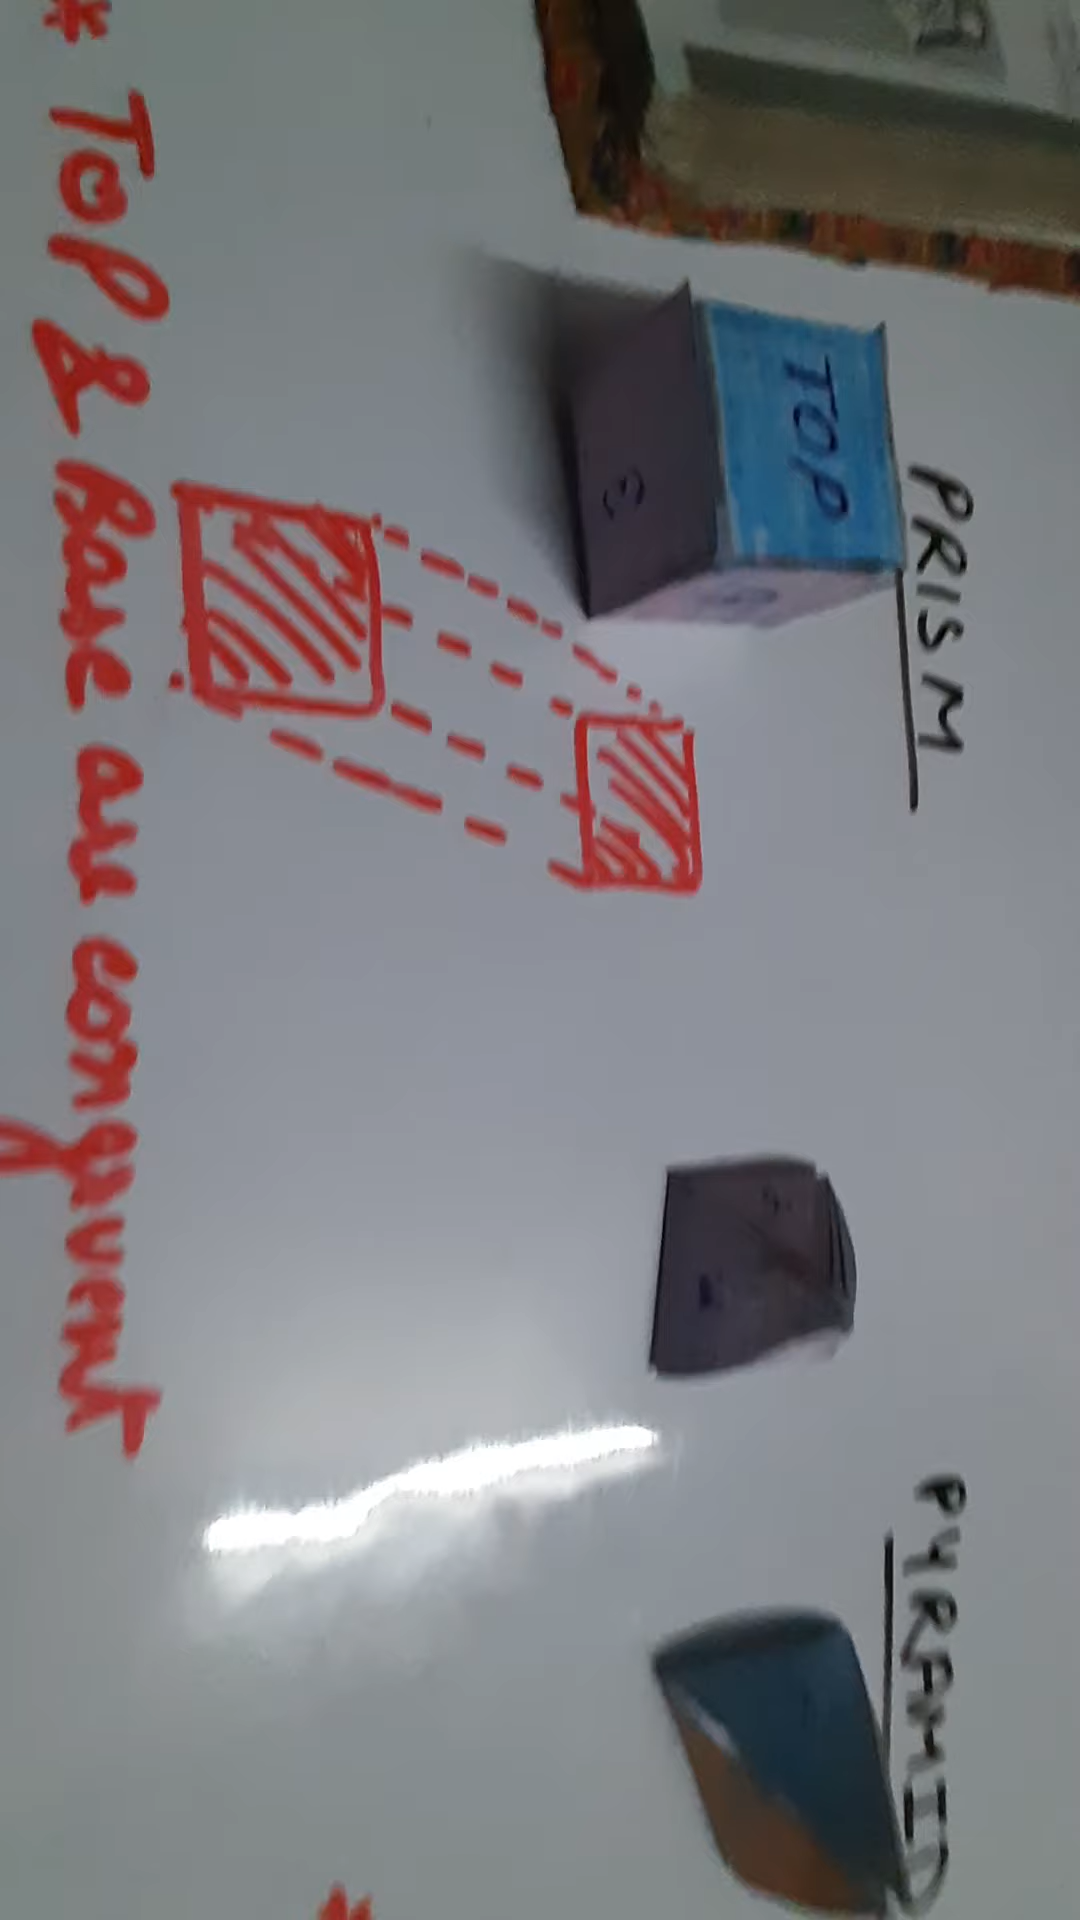 PRISM
PYRAMID
TOP
* TOP & Base are congruent
*